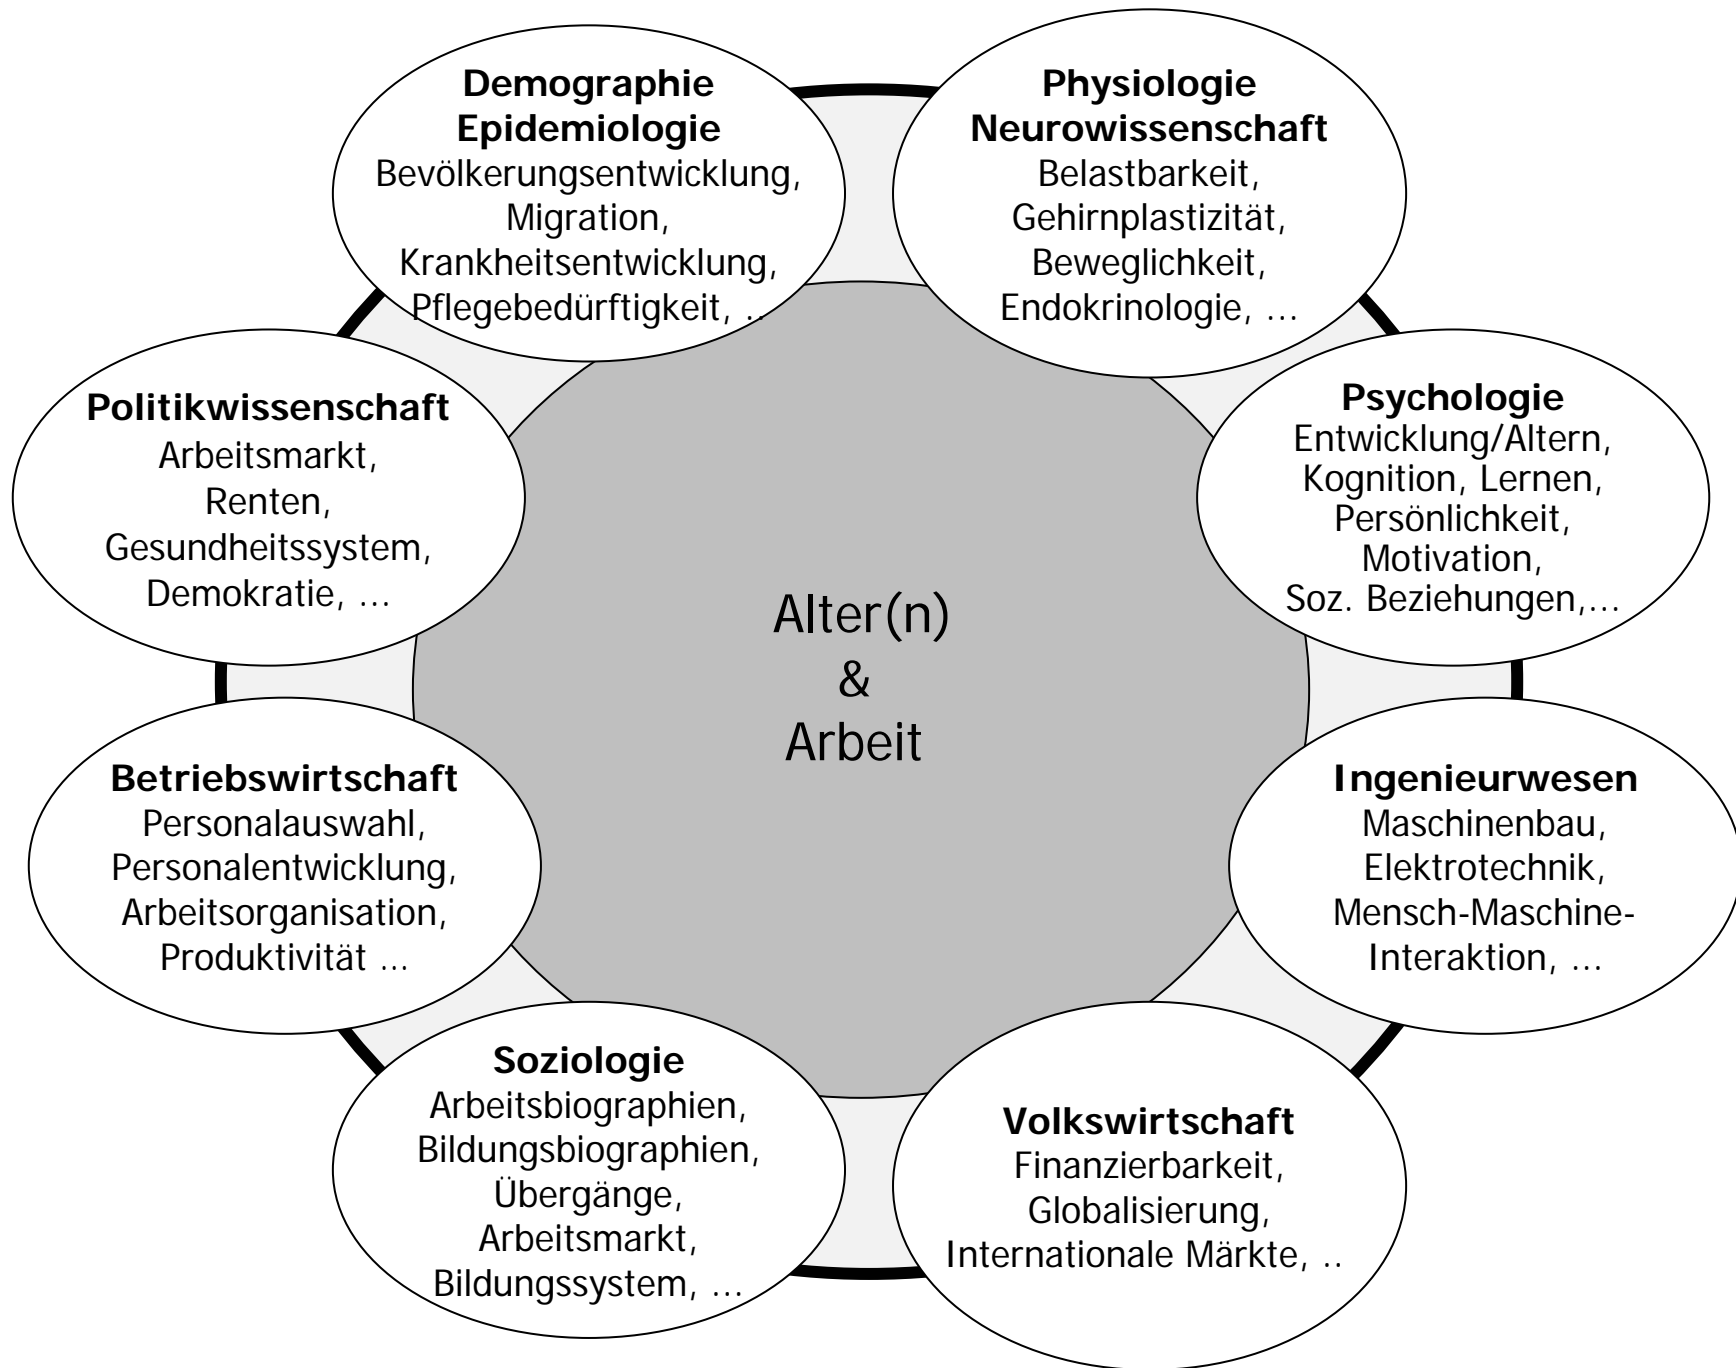 Demographie
Epidemiologie
Bevölkerungsentwicklung,
Migration,
Krankheitsentwicklung,
Pflegebedürftigkeit, ..
Physiologie
Neurowissenschaft
Belastbarkeit,
Gehirnplastizität,
Beweglichkeit,
Endokrinologie, ...
Politikwissenschaft
Arbeitsmarkt,
Renten,
Gesundheitssystem,
Demokratie, ...
Psychologie
Entwicklung/Altern,
Kognition, Lernen,
Persönlichkeit,
Motivation,
Soz. Beziehungen,...
Alter(n)
&
Arbeit
Betriebswirtschaft
Personalauswahl,
Personalentwicklung,
Arbeitsorganisation,
Produktivität ...
Ingenieurwesen
Maschinenbau,
Elektrotechnik,
Mensch-Maschine-
Interaktion, ...
Soziologie
Arbeitsbiographien,
Bildungsbiographien,
Übergänge,
Arbeitsmarkt,
Bildungssystem, ...
Volkswirtschaft
Finanzierbarkeit,
Globalisierung,
Internationale Märkte, ..